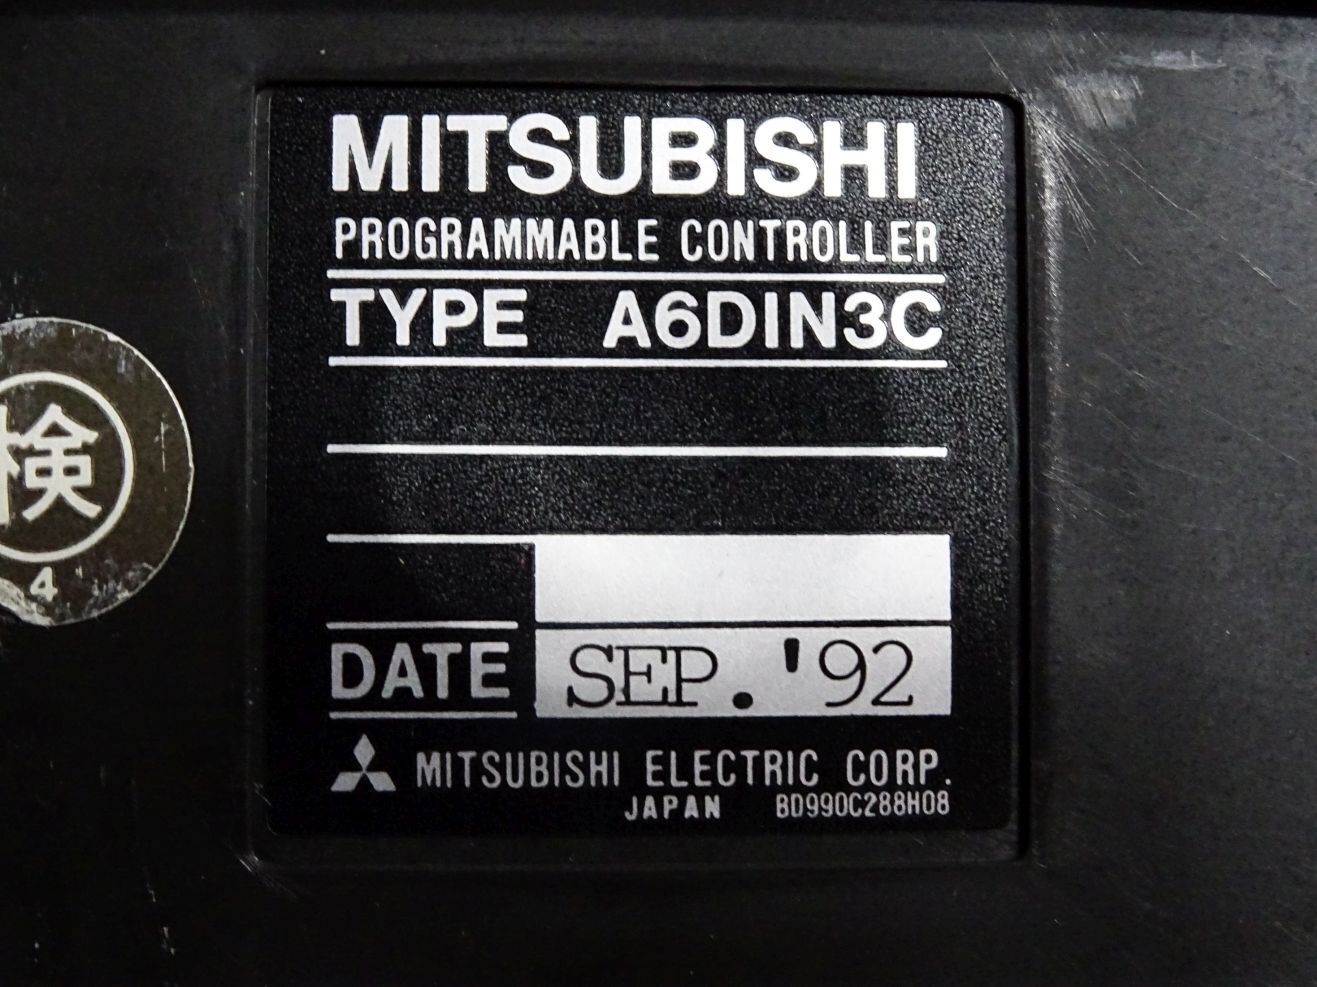 MITSUBISHI
PROGRAMMABLE CONTROLLER
TYPE A6DIN3C
検
4
DATE SEP. '92
MITSUBISHI ELECTRIC CORP.
JAPAN BD990C288H08